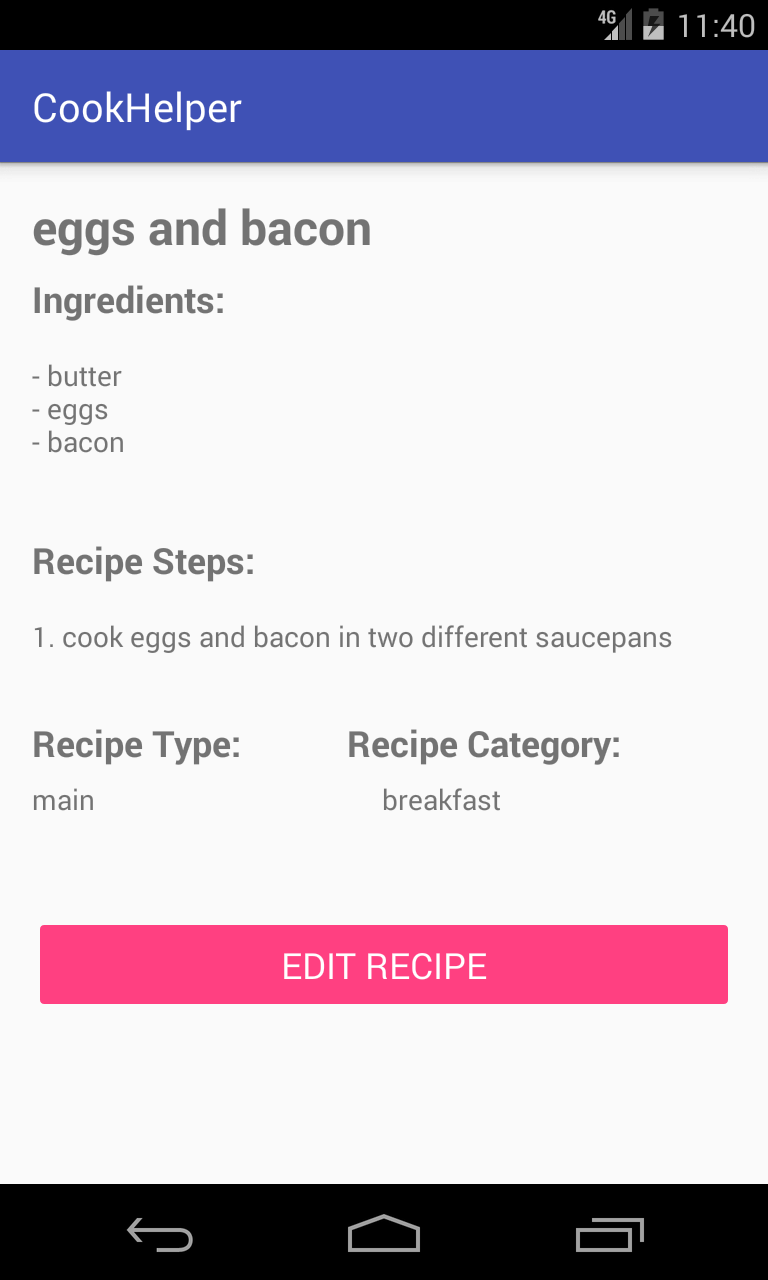 4G 11:40
CookHelper
eggs and bacon
Ingredients:
- butter
- eggs
- bacon
Recipe Steps:
1. cook eggs and bacon in two different saucepans
Recipe Type: Recipe Category:
main breakfast
EDIT RECIPE